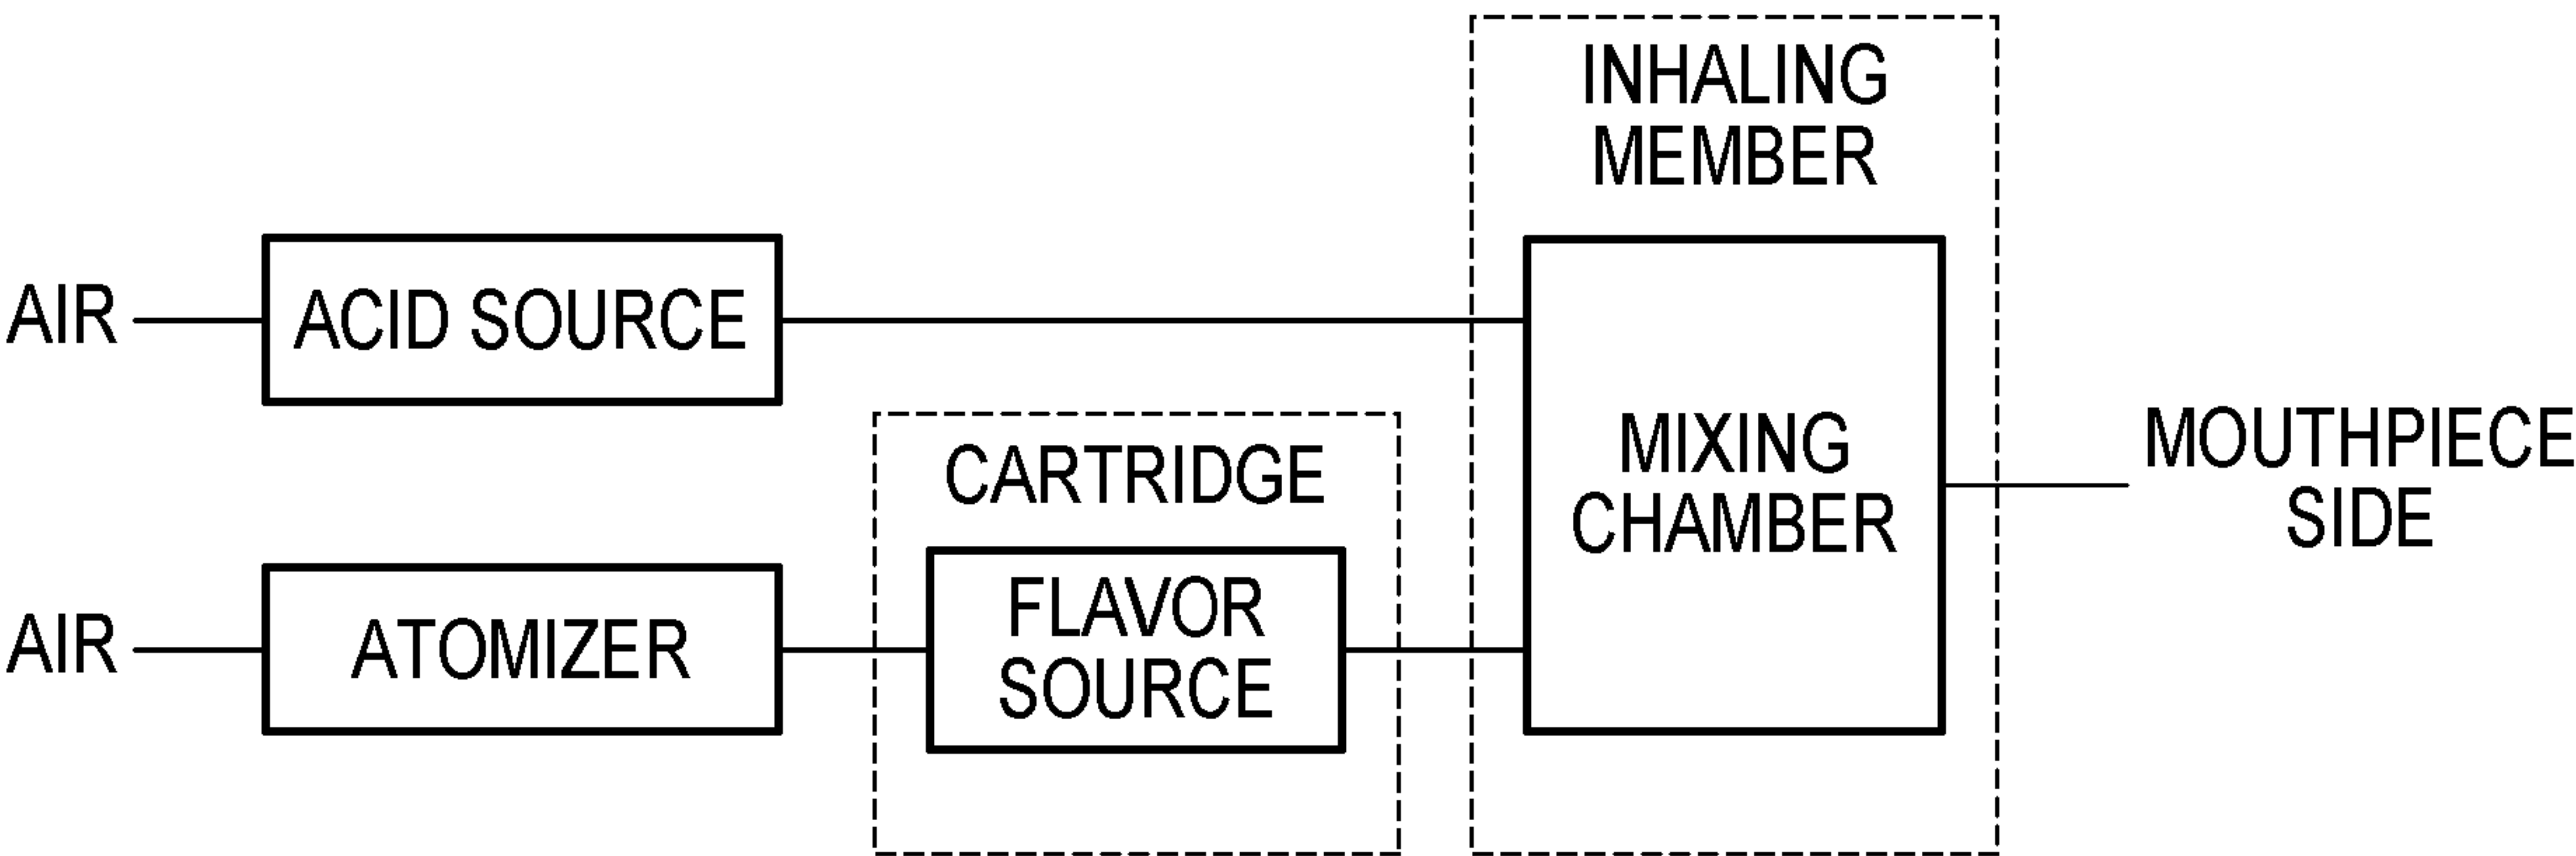 INHALING
MEMBER
AIR
ACID SOURCE
CARTRIDGE
MIXING
CHAMBER
MOUTHPIECE
SIDE
AIR
ATOMIZER
FLAVOR
SOURCE